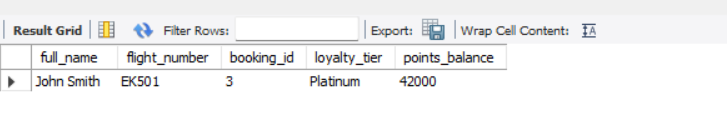 Result Grid Filter Rows: Export: Wrap Cell Content:
full_name flight_number booking_id loyalty_tier points_balance
John Smith EK501 3 Platinum 42000